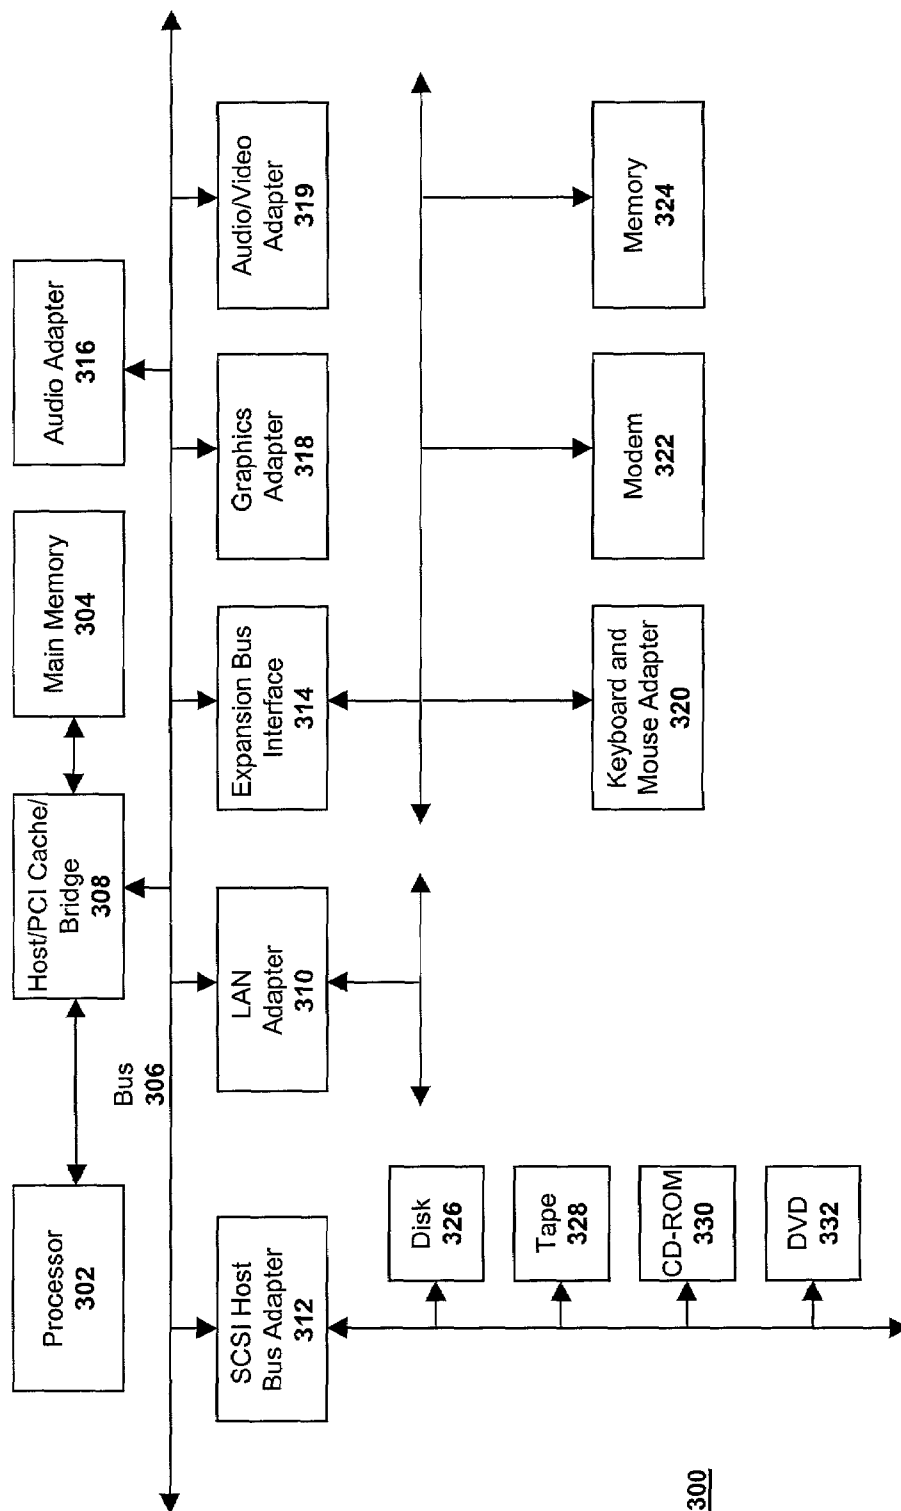 Processor
302
Host/PCI Cache/
Bridge
308
Main Memory
304
Audio Adapter
316
Bus
306
SCSI Host
Bus Adapter
312
LAN
Adapter
310
Expansion Bus
Interface
314
Graphics
Adapter
318
Audio/Video
Adapter
319
Disk
326
Tape
328
CD-ROM
330
DVD
332
Keyboard and
Mouse Adapter
320
Modem
322
Memory
324
300